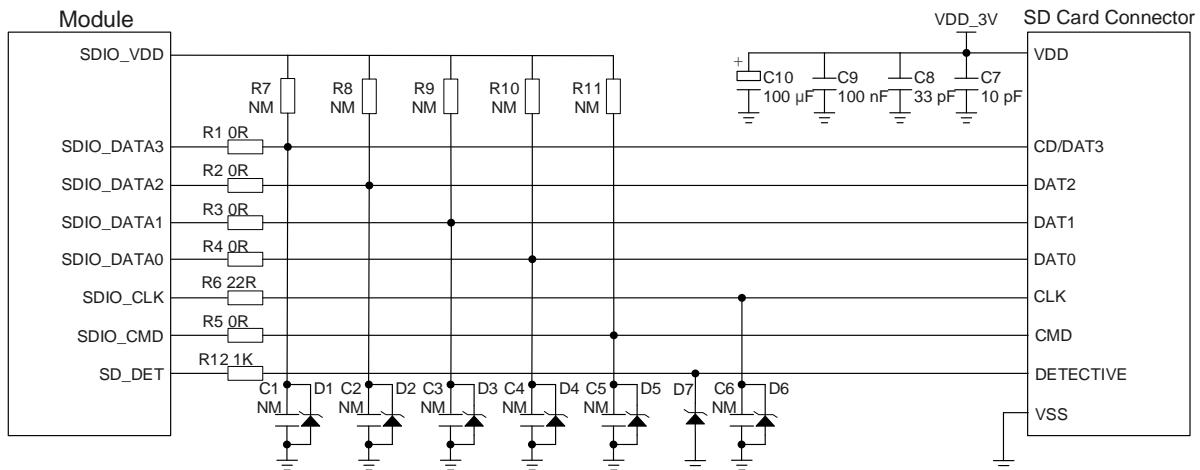 Module
VDD_3V
SD Card Connector
SDIO_VDD
VDD
R7
NM
R8
NM
R9
NM
R10
NM
R11
NM
+
C10
100 µF
C9
100 nF
C8
33 pF
C7
10 pF
SDIO_DATA3
R1 0R
CD/DAT3
SDIO_DATA2
R2 0R
DAT2
SDIO_DATA1
R3 0R
DAT1
SDIO_DATA0
R4 0R
DAT0
SDIO_CLK
R6 22R
CLK
SDIO_CMD
R5 0R
CMD
SD_DET
R12 1K
DETECTIVE
C1
NM
D1
C2
NM
D2
C3
NM
D3
C4
NM
D4
C5
NM
D5
D7
C6
NM
D6
VSS